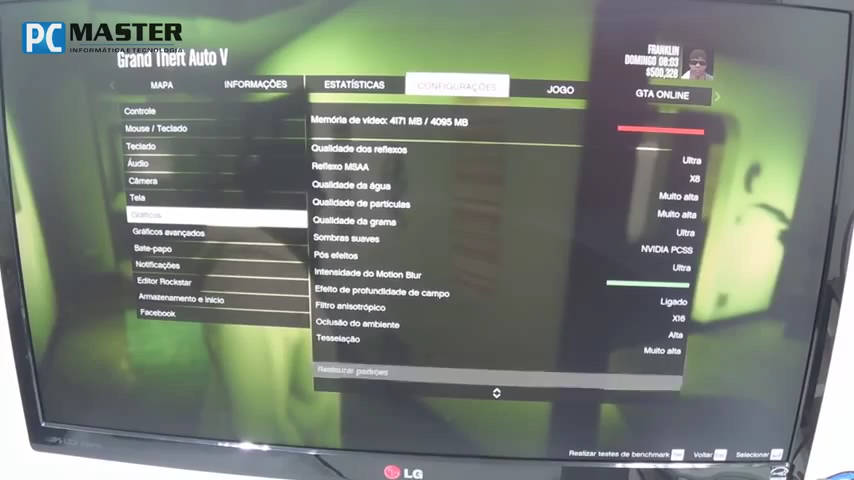 PC MASTER
INFORMÁTICA E TECNOLOGIA
Grand Theft Auto V
FRANKLIN
DOMINGO 08:03
$500,328
MAPA
INFORMAÇÕES
ESTATÍSTICAS
CONFIGURAÇÕES
JOGO
GTA ONLINE
Controle
Mouse / Teclado
Teclado
Áudio
Câmera
Tela
Gráficos
Gráficos avançados
Bate-papo
Notificações
Editor Rockstar
Armazenamento e início
Facebook
Memória de vídeo: 4171 MB / 4095 MB
Qualidade dos reflexos Ultra
Reflexo MSAA X8
Qualidade da água Muito alta
Qualidade de partículas Muito alta
Qualidade da grama Ultra
Sombras suaves NVIDIA PCSS
Pós efeitos Ultra
Intensidade do Motion Blur
Efeito de profundidade de campo Ligado
Filtro anisotrópico X16
Oclusão do ambiente Alta
Tesselação Muito alta
Restaurar padrões
Realizar testes de benchmark
Voltar
Selecionar
LG